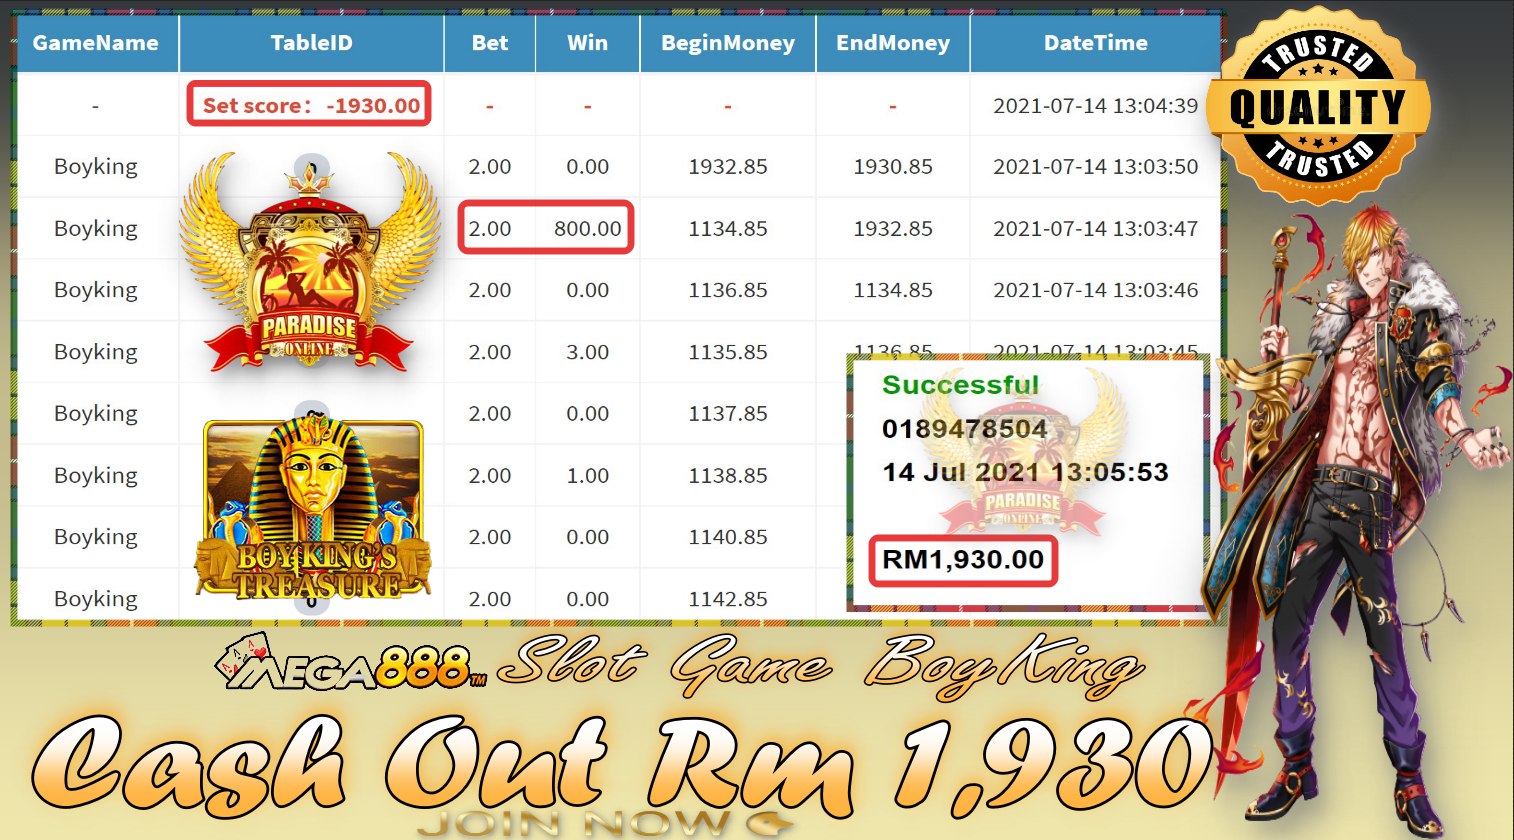 GameName TableID Bet Win BeginMoney EndMoney DateTime
- Set score： -1930.00 - - - - 2021-07-14 13:04:39
Boyking 2.00 0.00 1932.85 1930.85 2021-07-14 13:03:50
Boyking 2.00 800.00 1134.85 1932.85 2021-07-14 13:03:47
Boyking 2.00 0.00 1136.85 1134.85 2021-07-14 13:03:46
Boyking 2.00 3.00 1135.85 1136.85 2021-07-14 13:03:45
Boyking 2.00 0.00 1137.85
Boyking 2.00 1.00 1138.85
Boyking 2.00 0.00 1140.85
Boyking 2.00 0.00 1142.85
PARADISE
ONLINE
BOYKING'S
TREASURE
Successful
0189478504
14 Jul 2021 13:05:53
PARADISE
ONLINE
RM1,930.00
TRUSTED
QUALITY
TRUSTED
MEGA888 TM Slot Game BoyKing
Cash Out Rm 1,930
JOIN NOW